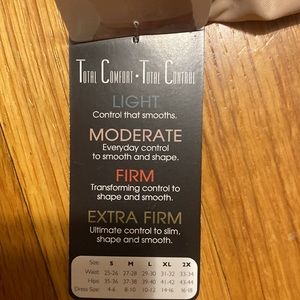 TOTAL COMFORT • TOTAL CONTROL
LIGHT
Control that smooths.
MODERATE
Everyday control
to smooth and shape.
FIRM
Transforming control to
shape and smooth.
EXTRA FIRM
Ultimate control to slim,
shape and smooth.
S M L XL 2X
Waist: 25-26 27-28 29-30 31-32 33-34
Hips: 35-36 37-38 39-40 41-42 43-44
Dress Size: 4-6 8-10 10-12 14-16 16-18